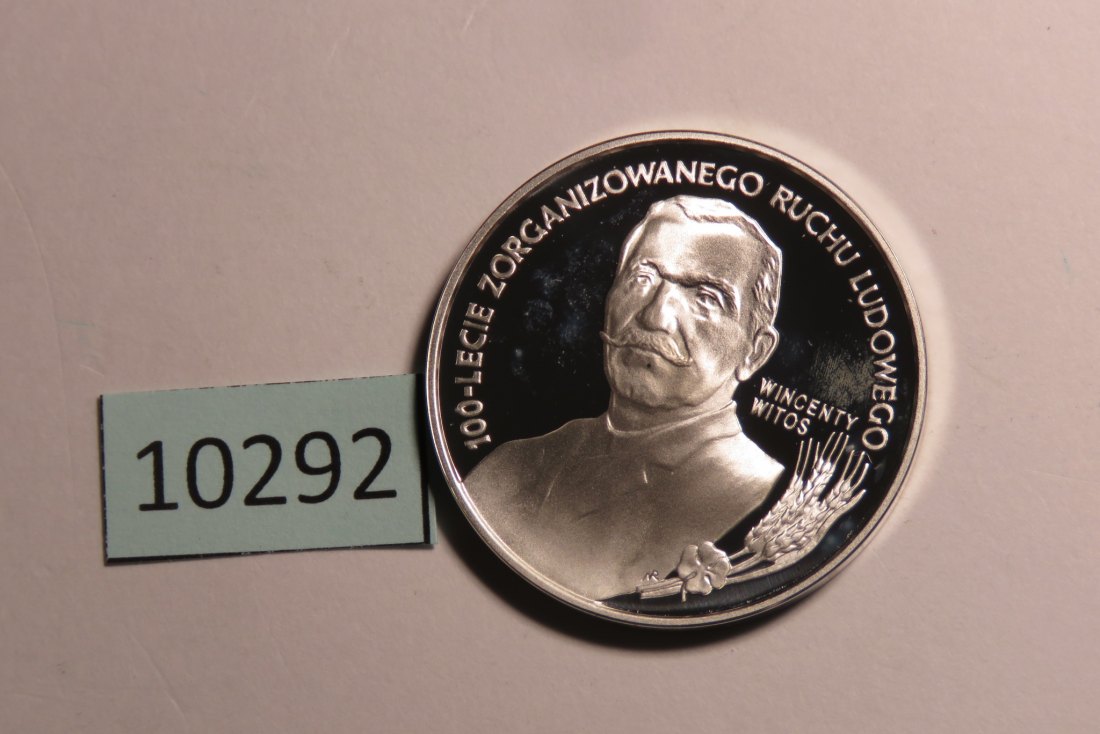 100-LECIE ZORGANIZOWANEGO RUCHU LUDOWEGO
WINCENTY
WITOS
10292